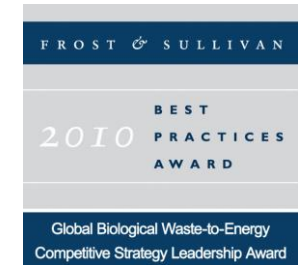 FROST & SULLIVAN
BEST
2010 PRACTICES
AWARD
Global Biological Waste-to-Energy
Competitive Strategy Leadership Award